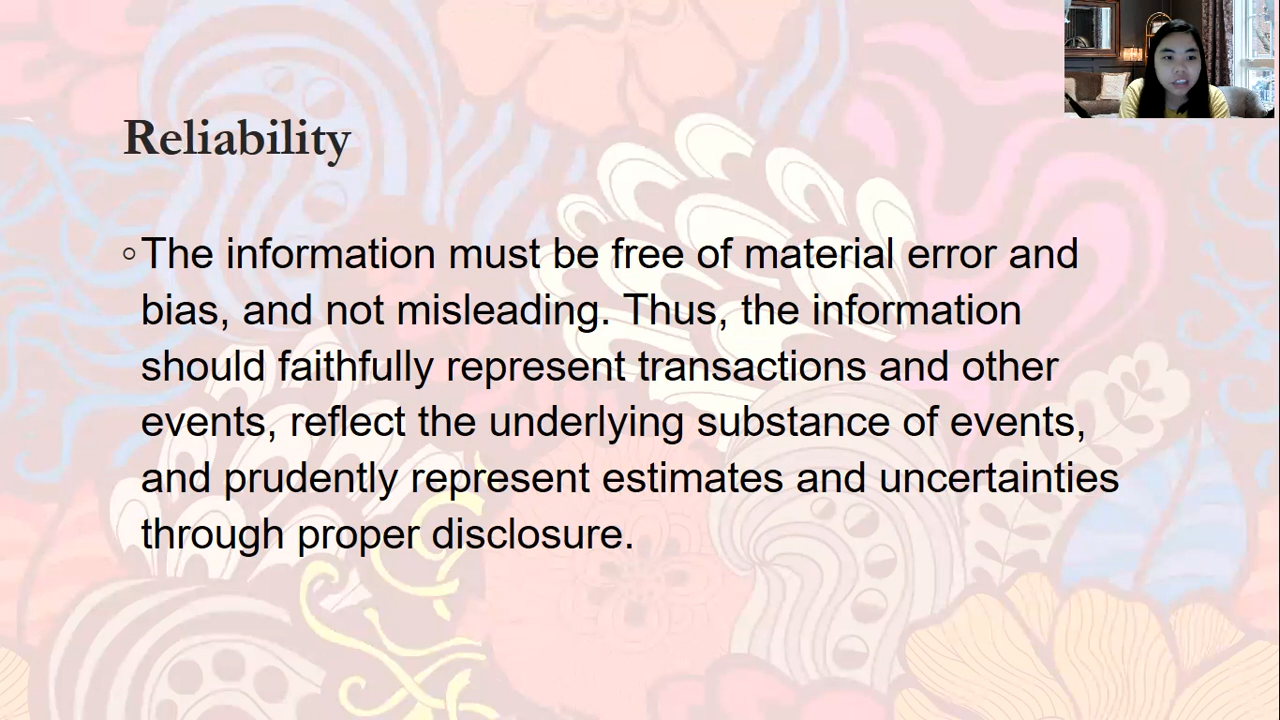 Reliability
◦The information must be free of material error and
bias, and not misleading. Thus, the information
should faithfully represent transactions and other
events, reflect the underlying substance of events,
and prudently represent estimates and uncertainties
through proper disclosure.